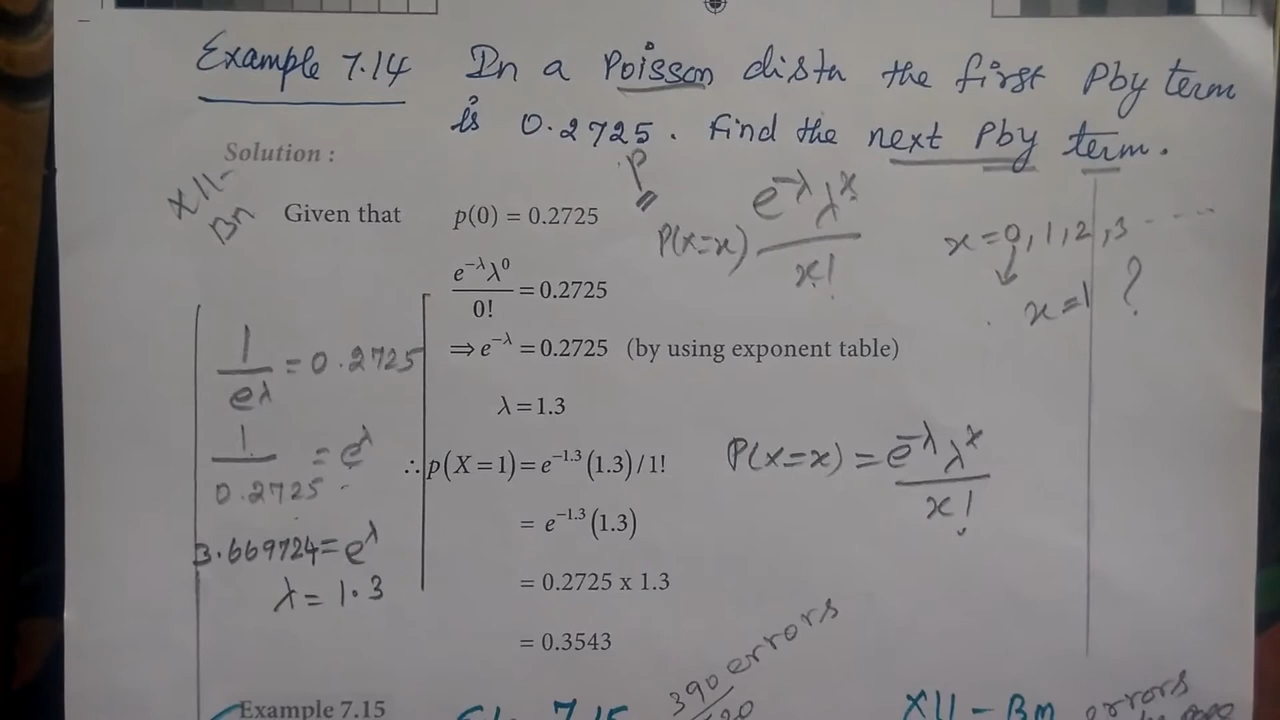 Example 7.14 In a Poisson distn the first Pby term
is 0.2725. Find the next Pby term.
Solution :
XII-
Bm
Given that p(0) = 0.2725
P
P(X=x) e^-λ λ^x / x!
x = 0, 1, 2, 3 ----
x = 1 ?
e^-λ λ^0 / 0! = 0.2725
⇒ e^-λ = 0.2725 (by using exponent table)
λ = 1.3
∴ p(X = 1) = e^-1.3 (1.3) / 1!
= e^-1.3 (1.3)
= 0.2725 x 1.3
= 0.3543
1 / e^λ = 0.2725
1 / 0.2725 = e^λ
3.669724 = e^λ
λ = 1.3
P(X=x) = e^-λ λ^x / x!
390 errors
Example 7.15
7.15
XII - Bm
errors